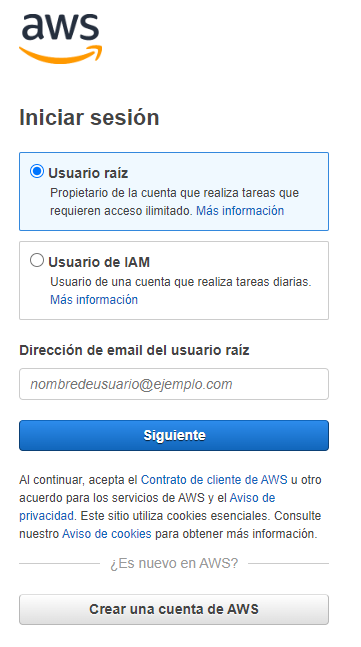 aws
Iniciar sesión
Usuario raíz
Propietario de la cuenta que realiza tareas que
requieren acceso ilimitado. Más información
Usuario de IAM
Usuario de una cuenta que realiza tareas diarias.
Más información
Dirección de email del usuario raíz
nombredeusuario@ejemplo.com
Siguiente
Al continuar, acepta el Contrato de cliente de AWS u otro
acuerdo para los servicios de AWS y el Aviso de
privacidad. Este sitio utiliza cookies esenciales. Consulte
nuestro Aviso de cookies para obtener más información.
¿Es nuevo en AWS?
Crear una cuenta de AWS